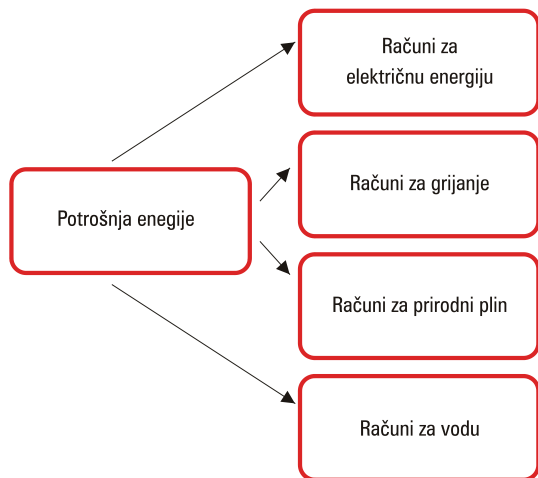 Računi za
električnu energiju
Računi za grijanje
Potrošnja enegije
Računi za prirodni plin
Računi za vodu